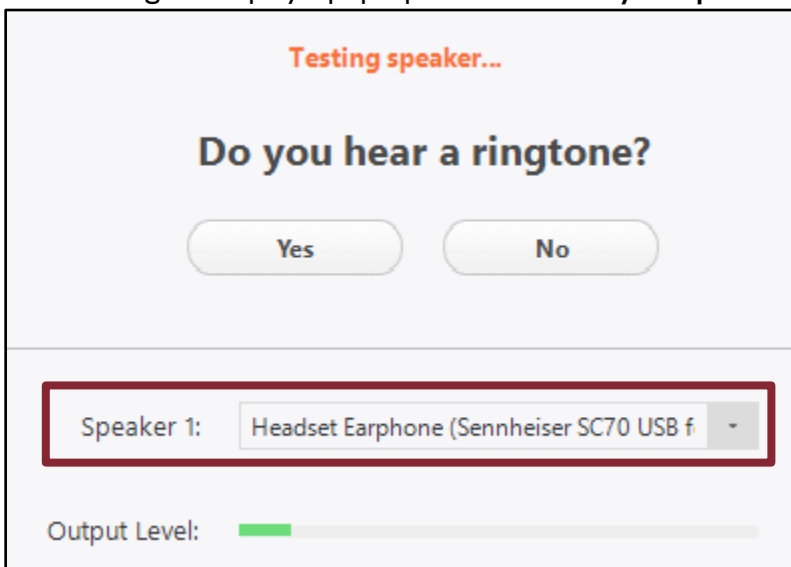 Testing speaker...
Do you hear a ringtone?
Yes No
Speaker 1: Headset Earphone (Sennheiser SC70 USB f
Output Level: